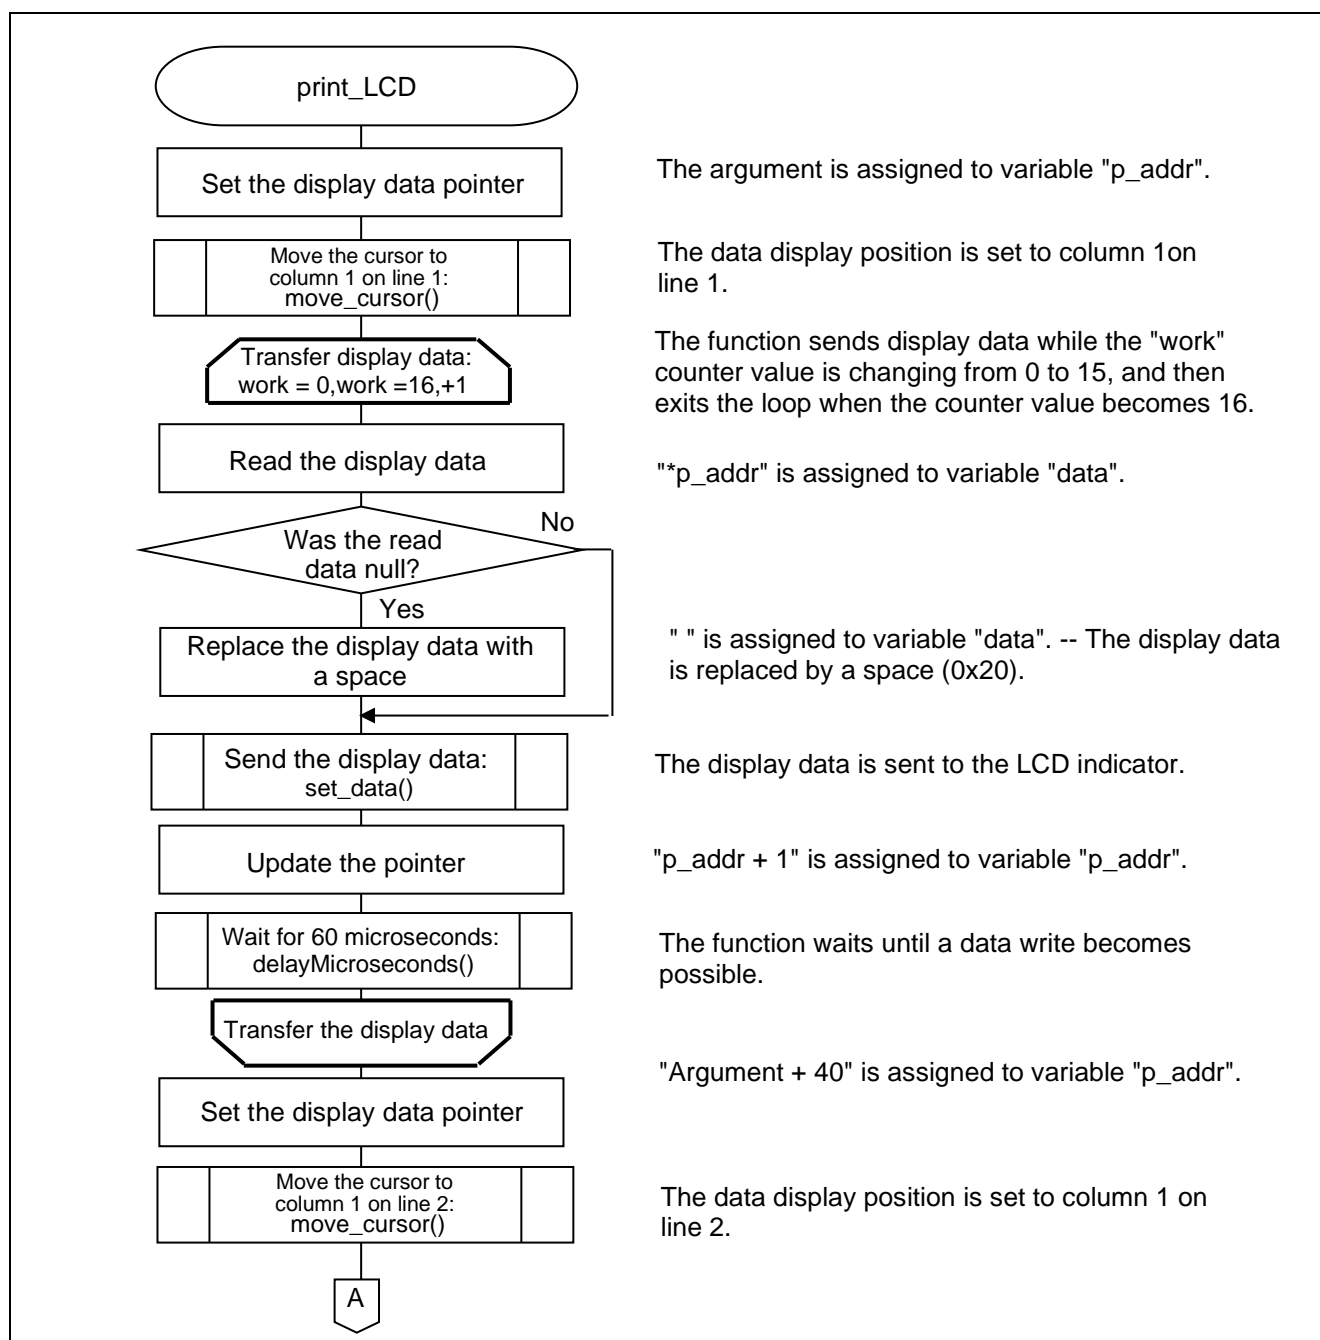 print_LCD
Set the display data pointer
The argument is assigned to variable "p_addr".
Move the cursor to
column 1 on line 1:
move_cursor()
The data display position is set to column 1on
line 1.
Transfer display data:
work = 0,work =16,+1
The function sends display data while the "work"
counter value is changing from 0 to 15, and then
exits the loop when the counter value becomes 16.
Read the display data
"*p_addr" is assigned to variable "data".
Was the read
data null?
No
Yes
Replace the display data with
a space
" " is assigned to variable "data". -- The display data
is replaced by a space (0x20).
Send the display data:
set_data()
The display data is sent to the LCD indicator.
Update the pointer
"p_addr + 1" is assigned to variable "p_addr".
Wait for 60 microseconds:
delayMicroseconds()
The function waits until a data write becomes
possible.
Transfer the display data
"Argument + 40" is assigned to variable "p_addr".
Set the display data pointer
Move the cursor to
column 1 on line 2:
move_cursor()
The data display position is set to column 1 on
line 2.
A